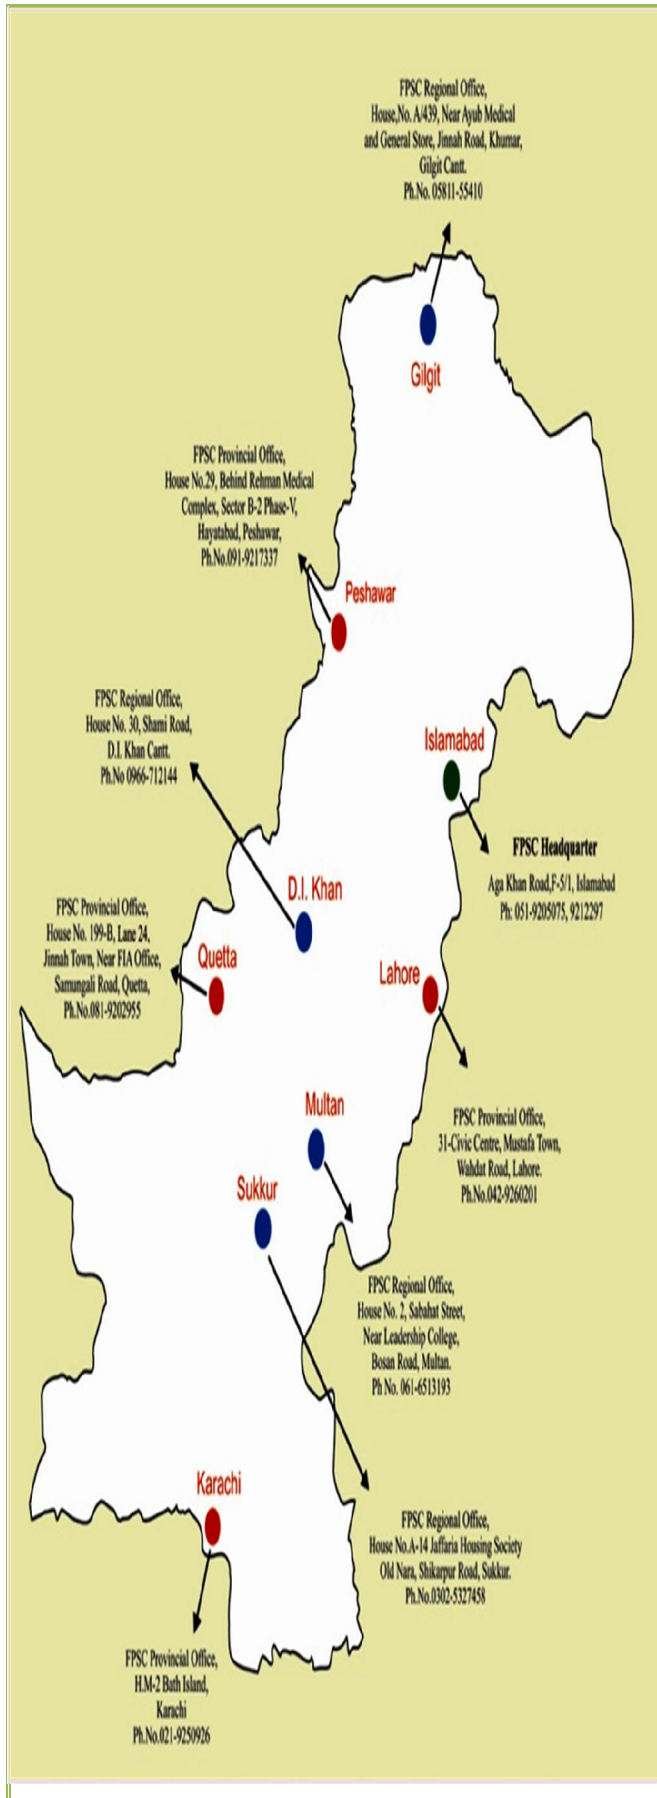 FPSC Regional Office,
House,No. A/439, Near Ayub Medical
and General Store, Jinnah Road, Khumar,
Gilgit Cantt.
Ph.No. 05811-55410
Gilgit
FPSC Provincial Office,
House No.29, Behind Rehman Medical
Complex, Sector B-2 Phase-V,
Hayatabad, Peshawar,
Ph.No.091-9217337
Peshawar
FPSC Regional Office,
House No. 30, Shami Road,
D.I. Khan Cantt.
Ph.No 0966-712144
Islamabad
FPSC Headquarter
Aga Khan Road,F-5/1, Islamabad
Ph: 051-9205075, 9212297
D.I. Khan
FPSC Provincial Office,
House No. 199-B, Lane 24,
Jinnah Town, Near FIA Office,
Samungali Road, Quetta,
Ph.No.081-9202955
Quetta
Lahore
FPSC Provincial Office,
31-Civic Centre, Mustafa Town,
Wahdat Road, Lahore.
Ph.No.042-9260201
Multan
Sukkur
FPSC Regional Office,
House No. 2, Sabahat Street,
Near Leadership College,
Bosan Road, Multan.
Ph No. 061-6513193
Karachi
FPSC Regional Office,
House No.A-14 Jaffaria Housing Society
Old Nara, Shikarpur Road, Sukkur.
Ph.No.0302-5327458
FPSC Provincial Office,
H.M-2 Bath Island,
Karachi
Ph.No.021-9250926